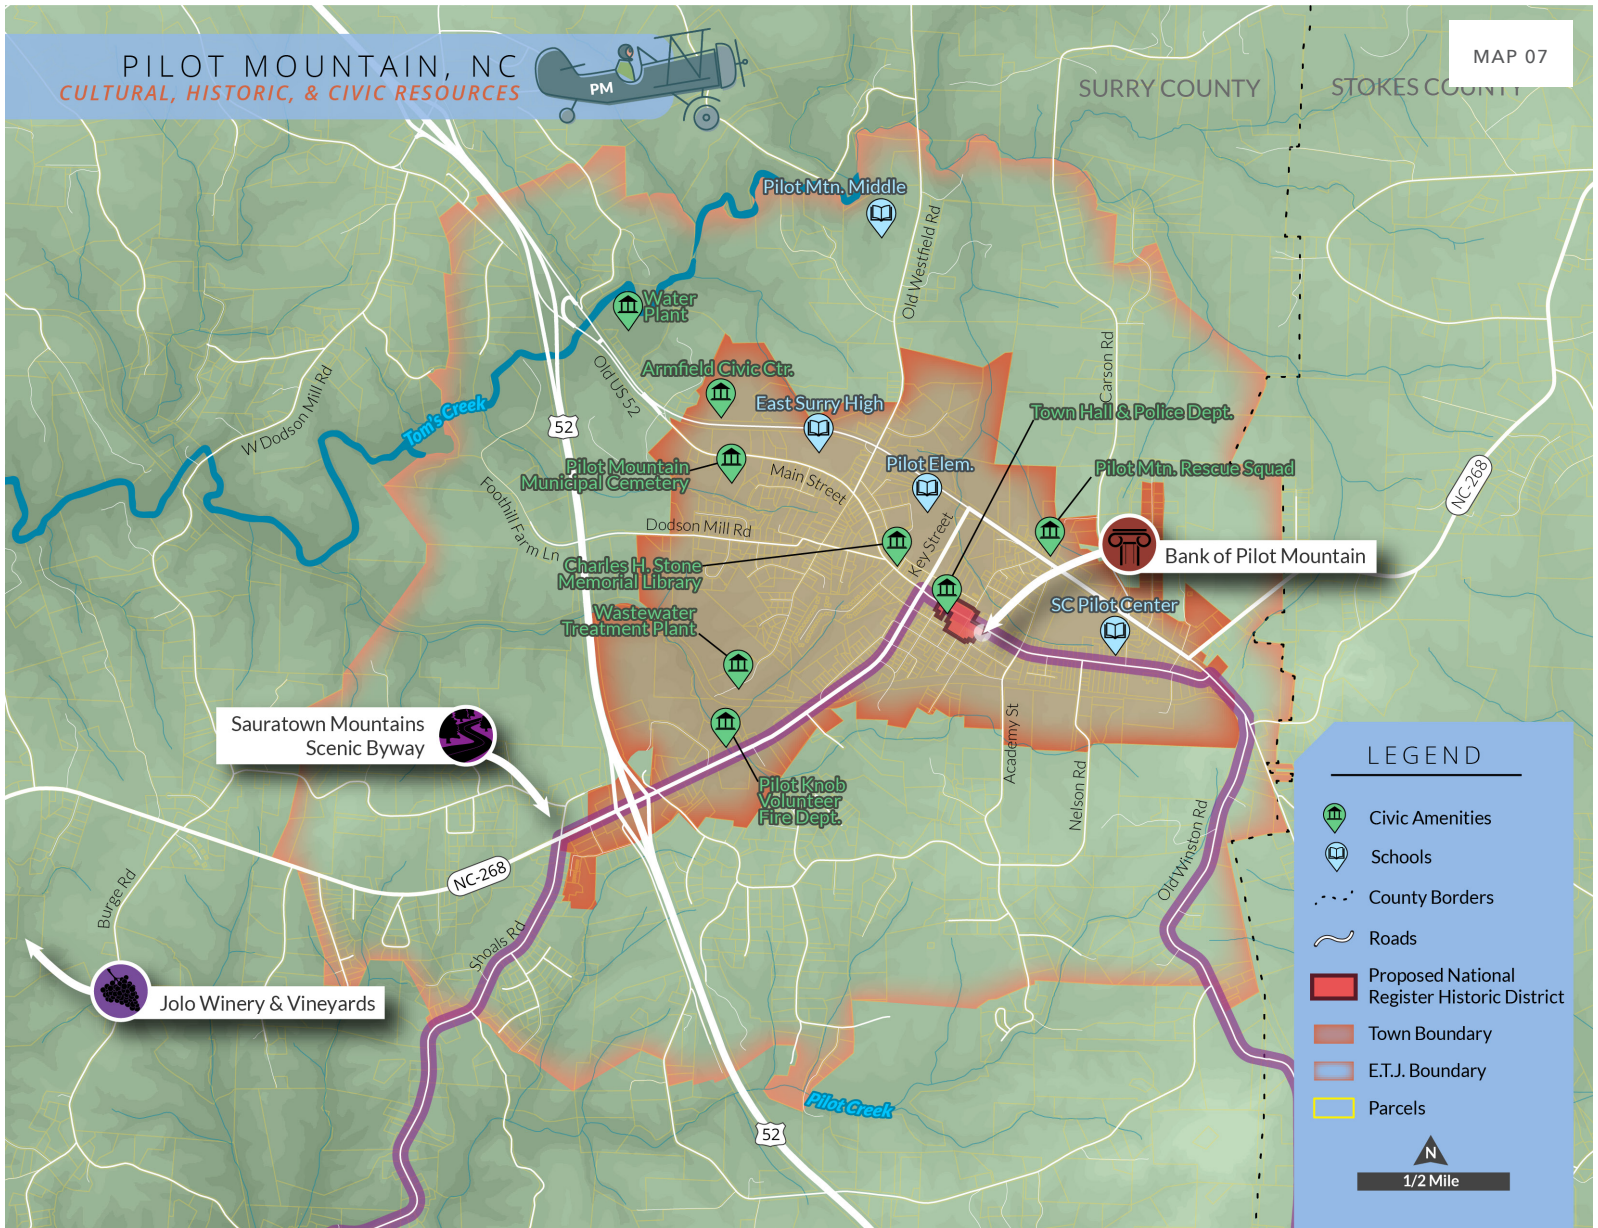 PILOT MOUNTAIN, NC
CULTURAL, HISTORIC, & CIVIC RESOURCES
PM
MAP 07
SURRY COUNTY
STOKES COUNTY
Pilot Mtn. Middle
Old Westfield Rd
Water
Plant
Old US 52
Armfield Civic Ctr.
East Surry High
Carson Rd
W Dodson Mill Rd
Tom's Creek
52
Town Hall & Police Dept.
Pilot Mountain
Municipal Cemetery
Main Street
Pilot Elem.
Pilot Mtn. Rescue Squad
NC-268
Foothill Farm Ln
Dodson Mill Rd
Key Street
Bank of Pilot Mountain
Charles H. Stone
Memorial Library
Wastewater
Treatment Plant
SC Pilot Center
Sauratown Mountains
Scenic Byway
Academy St
Nelson Rd
Old Winston Rd
Pilot Knob
Volunteer
Fire Dept.
NC-268
Burge Rd
Shoals Rd
Jolo Winery & Vineyards
Pilot Creek
52
LEGEND
Civic Amenities
Schools
County Borders
Roads
Proposed National
Register Historic District
Town Boundary
E.T.J. Boundary
Parcels
N
1/2 Mile